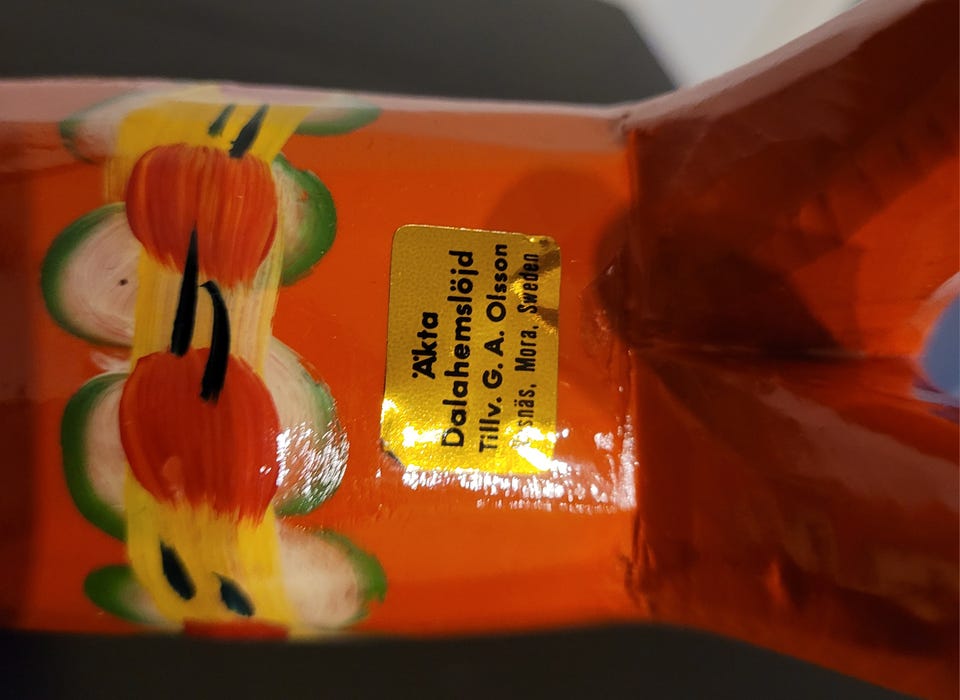 Äkta
Dalahemslöjd
Tillv. G. A. Olsson
Mora, Sweden